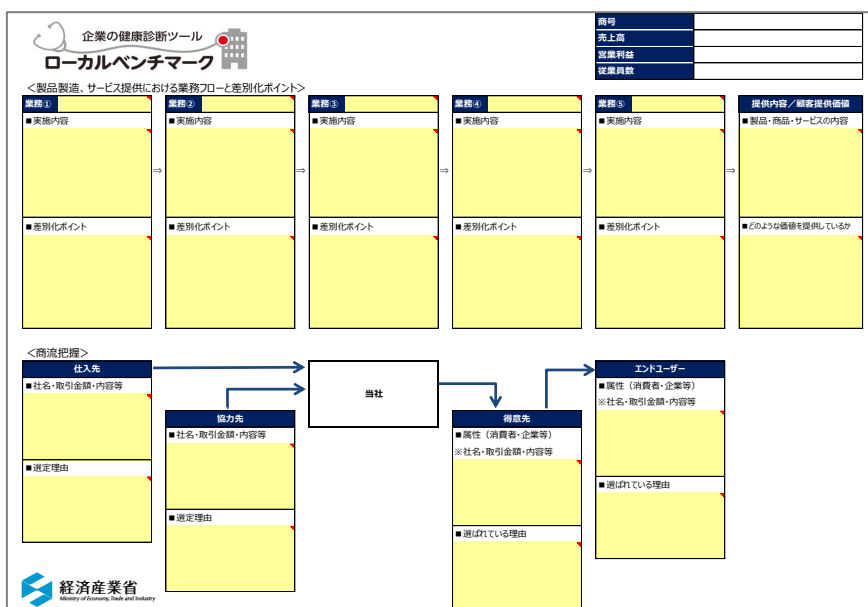 企業の健康診断ツール
ローカルベンチマーク
商号
売上高
営業利益
従業員数
＜製品製造、サービス提供における業務フローと差別化ポイント＞
業務①
■実施内容
■差別化ポイント
⇒
業務②
■実施内容
■差別化ポイント
⇒
業務③
■実施内容
■差別化ポイント
⇒
業務④
■実施内容
■差別化ポイント
⇒
業務⑤
■実施内容
■差別化ポイント
⇒
提供内容／顧客提供価値
■製品・商品・サービスの内容
■どのような価値を提供しているか
＜商流把握＞
仕入先
■社名・取引金額・内容等
■選定理由
協力先
■社名・取引金額・内容等
■選定理由
当社
得意先
■属性（消費者・企業等）
※社名・取引金額・内容等
■選ばれている理由
エンドユーザー
■属性（消費者・企業等）
※社名・取引金額・内容等
■選ばれている理由
経済産業省
Ministry of Economy, Trade and Industry